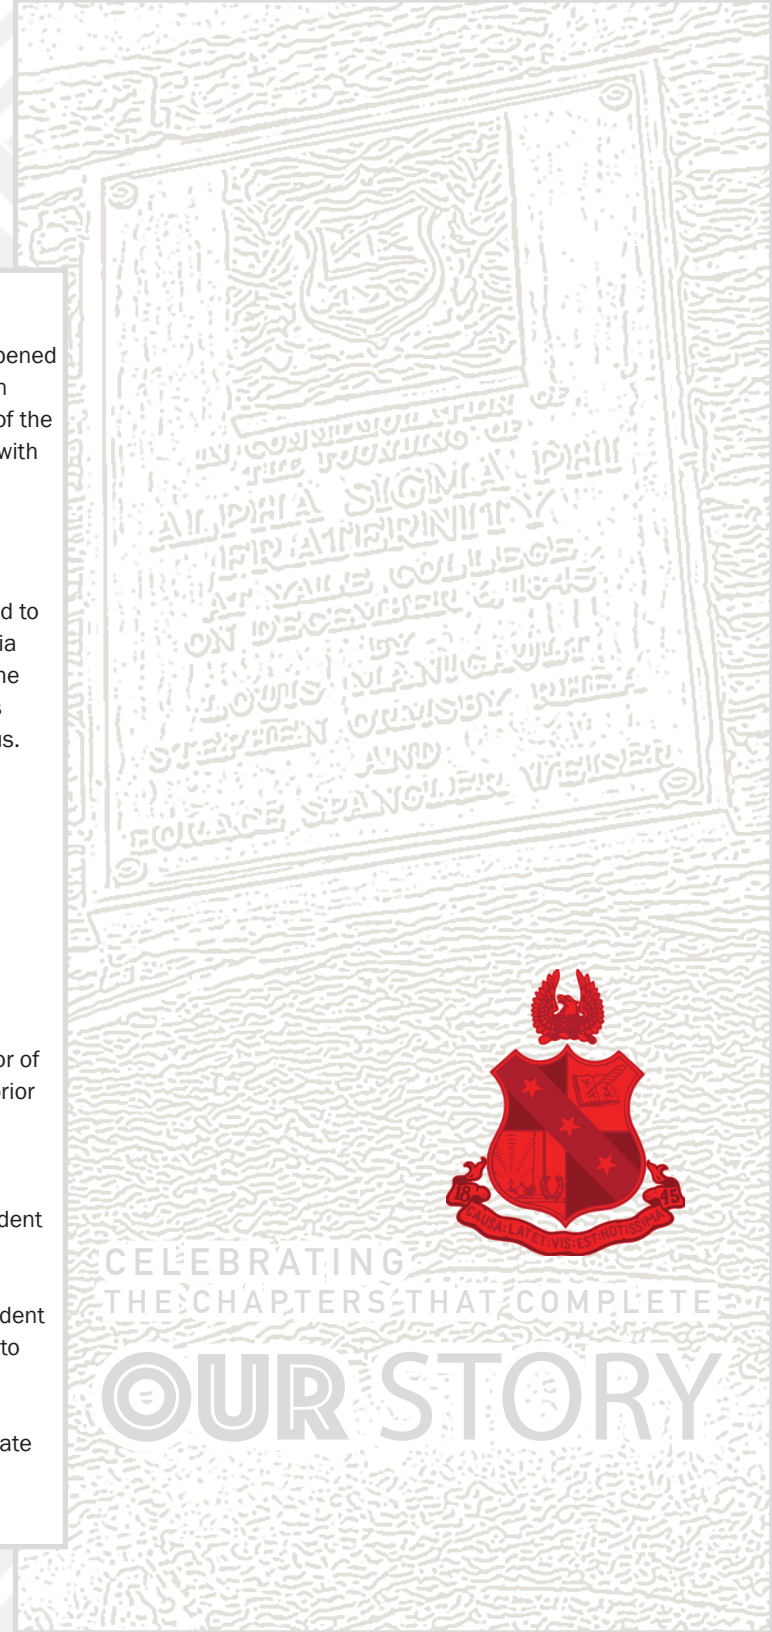 pened
n
of the
with
d to
ia
ne
s
us.
or of
prior
dent
dent
to
ate
IN COMMEMORATION OF
THE FOUNDING OF
ALPHA SIGMA PHI
FRATERNITY
AT YALE COLLEGE
ON DECEMBER 6, 1845
BY
LOUIS MANIGAULT
STEPHEN ORMSBY RHEA
AND
HORACE SPANGLER WEISER
18 45
CAUSA:LATET:VIS:EST:NOTISSIMA
CELEBRATING
THE CHAPTERS THAT COMPLETE
OUR STORY